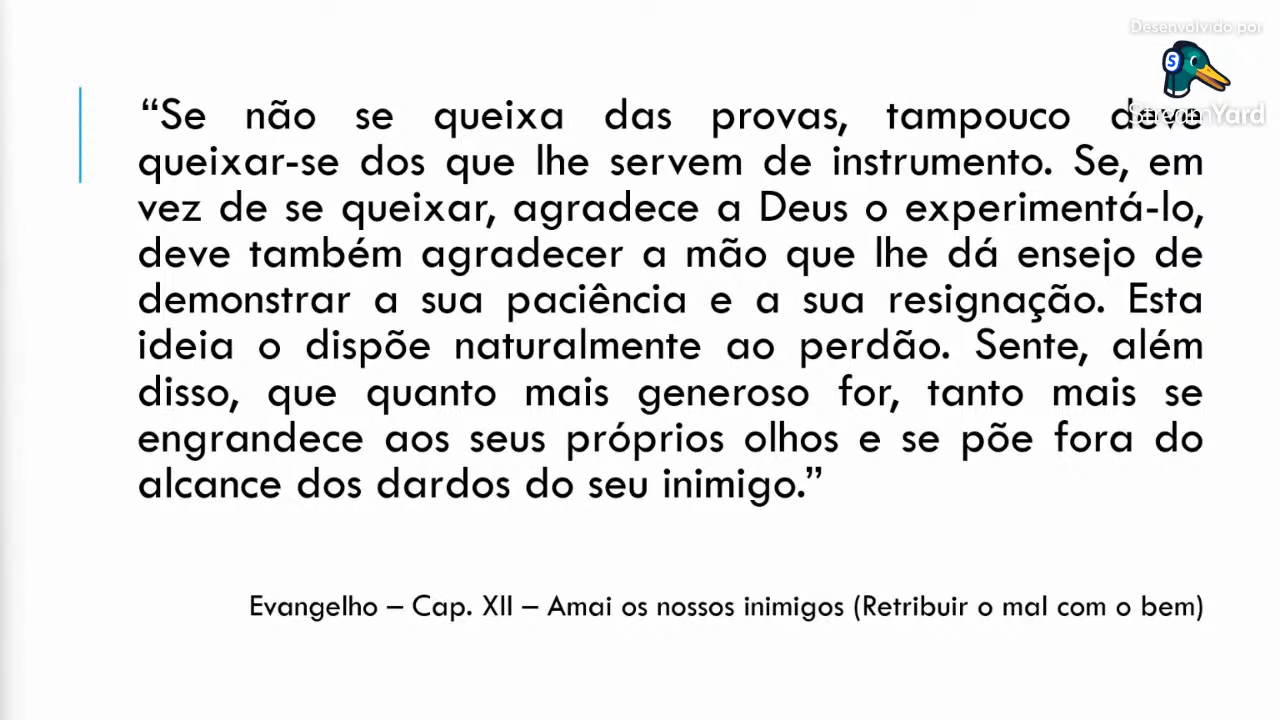 Desenvolvido por
S
StreamYard
“Se não se queixa das provas, tampouco deve
queixar-se dos que lhe servem de instrumento. Se, em
vez de se queixar, agradece a Deus o experimentá-lo,
deve também agradecer a mão que lhe dá ensejo de
demonstrar a sua paciência e a sua resignação. Esta
ideia o dispõe naturalmente ao perdão. Sente, além
disso, que quanto mais generoso for, tanto mais se
engrandece aos seus próprios olhos e se põe fora do
alcance dos dardos do seu inimigo.”
Evangelho – Cap. XII – Amai os nossos inimigos (Retribuir o mal com o bem)